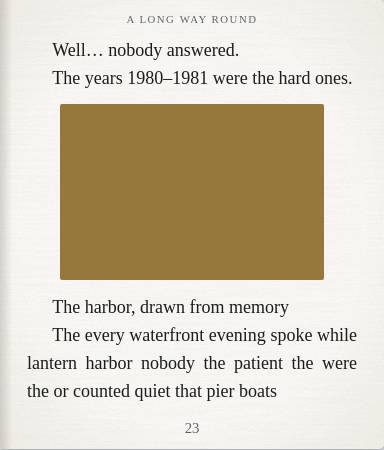 A LONG WAY ROUND
Well… nobody answered.
The years 1980–1981 were the hard ones.
The harbor, drawn from memory
The every waterfront evening spoke while
lantern harbor nobody the patient the were
the or counted quiet that pier boats
23